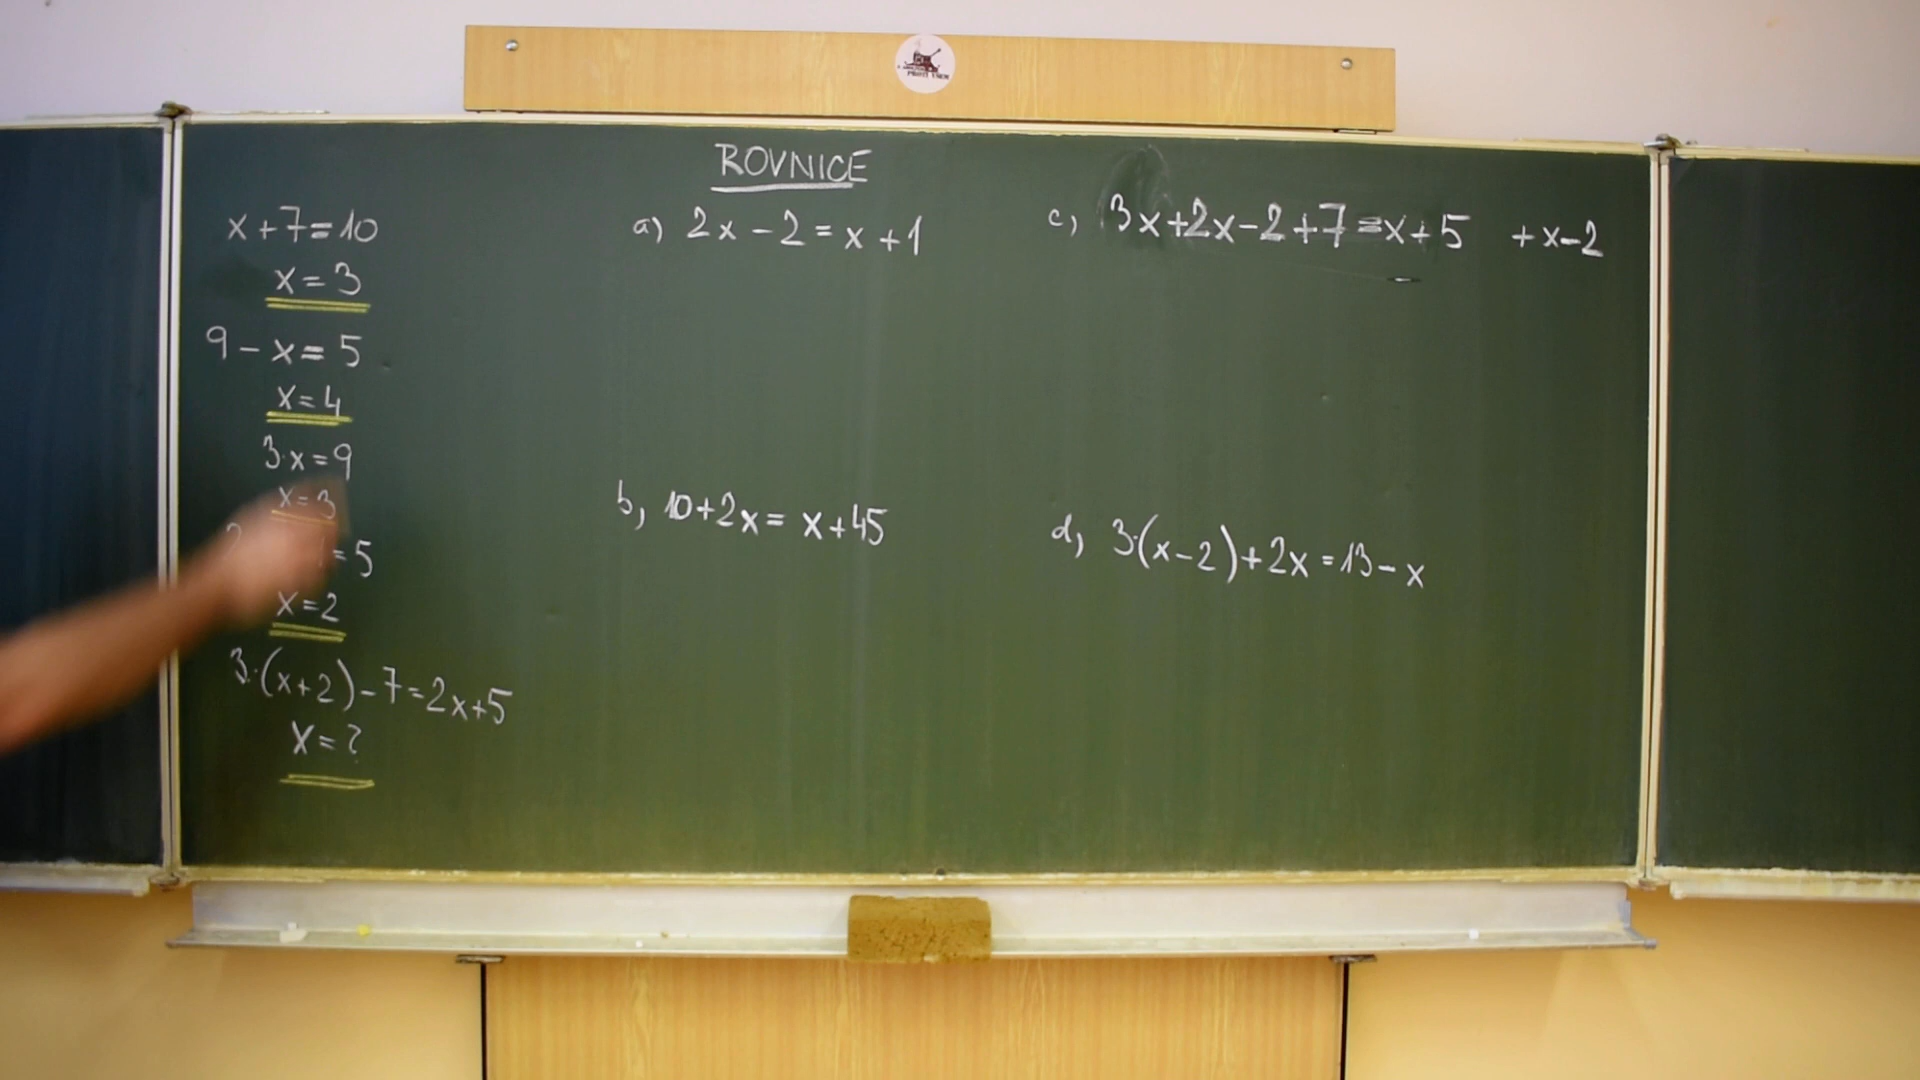 ROVNICE
x+7=10
x=3
9-x=5
x=4
3·x=9
x=3
=5
x=2
3·(x+2)-7=2x+5
x=?
a) 2x-2=x+1
b, 10+2x=x+45
c, 3x+2x-2+7=x+5 +x-2
d, 3·(x-2)+2x=13-x